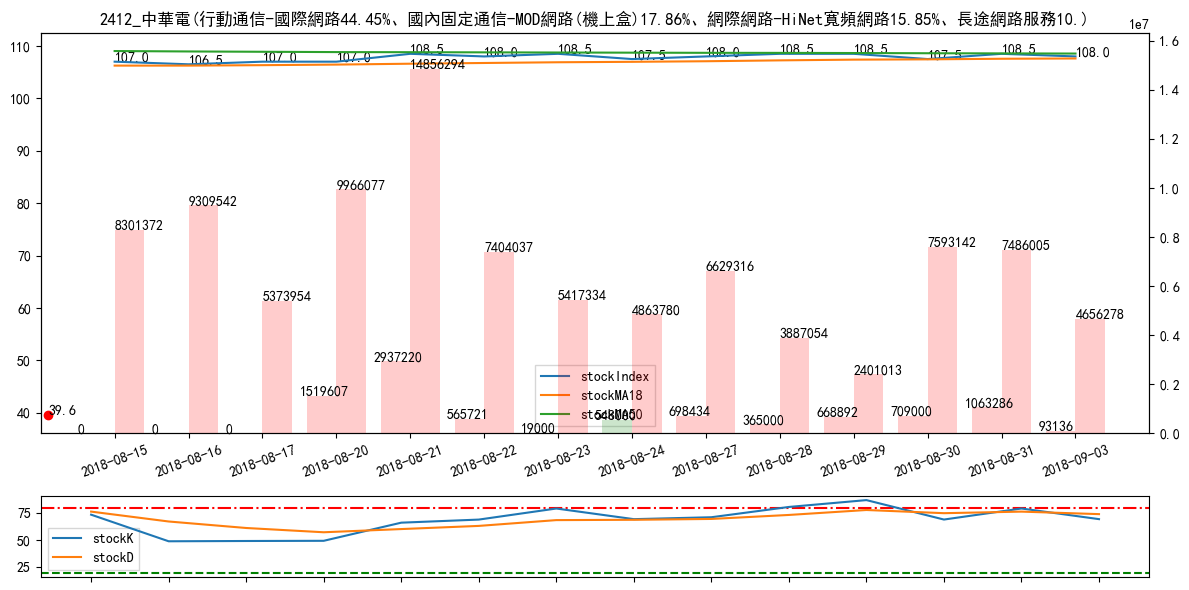 2412_中華電(行動通信-國際網路44.45%、國內固定通信-MOD網路(機上盒)17.86%、網際網路-HiNet寬頻網路15.85%、長途網路服務10.)
1e7
110 107.0 106.5 107.0 107.0 108.5 108.0 108.5 107.5 108.0 108.5 108.5 107.5 108.5 108.0 1.6
14856294
100 1.4
90 9966077 1.2
9309542
80 8301372 1.0
7404037 7593142 7486005
70 6629316 0.8
60 5373954 5417334 4863780 4656278 0.6
3887054
50 2937220 2401013 0.4
stockIndex
1519607 stockMA18 0.2
40 39.6 565721 stockMA50 548000 698434 365000 668892 709000 1063286
0 0 0 19000 93136 0.0
2018-08-15 2018-08-16 2018-08-17 2018-08-20 2018-08-21 2018-08-22 2018-08-23 2018-08-24 2018-08-27 2018-08-28 2018-08-29 2018-08-30 2018-08-31 2018-09-03
75
50 stockK
25 stockD